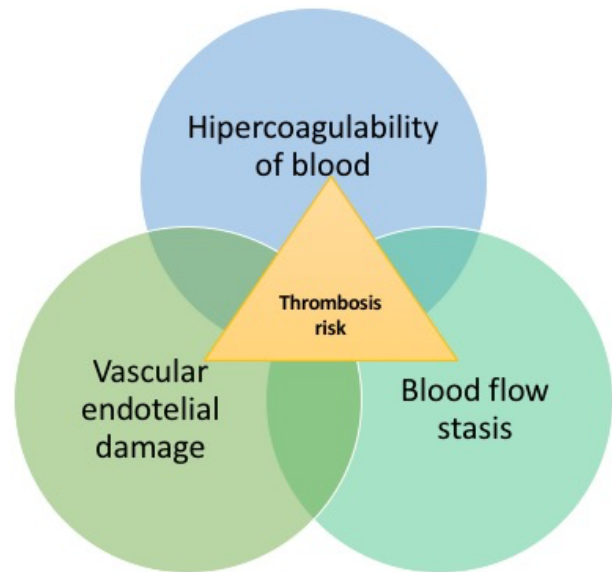 Hipercoagulability
of blood
Thrombosis
risk
Vascular
endotelial
damage
Blood flow
stasis